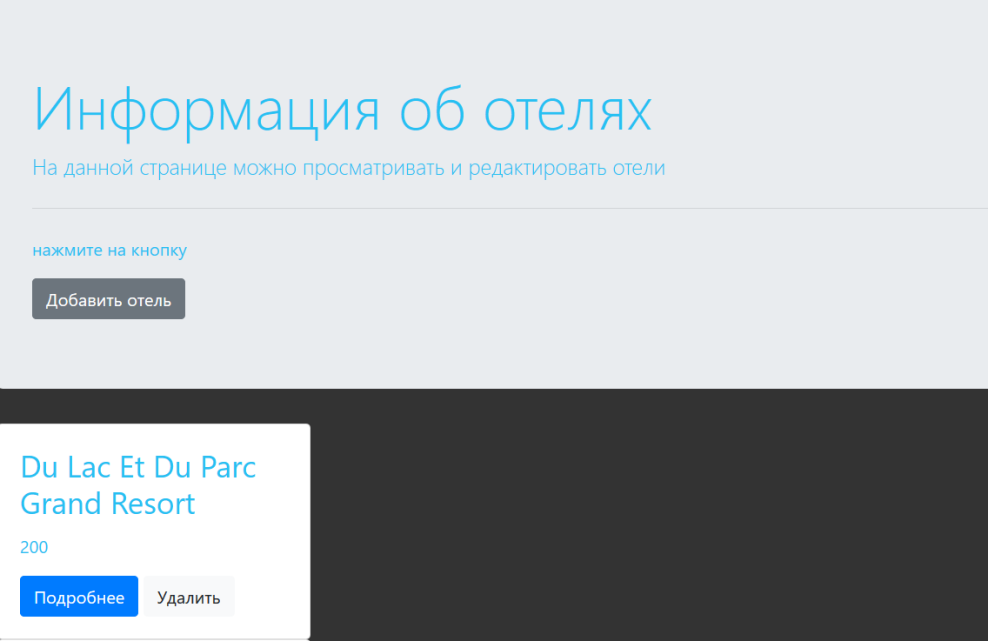 Информация об отелях
На данной странице можно просматривать и редактировать отели
нажмите на кнопку
Добавить отель
Du Lac Et Du Parc
Grand Resort
200
Подробнее Удалить